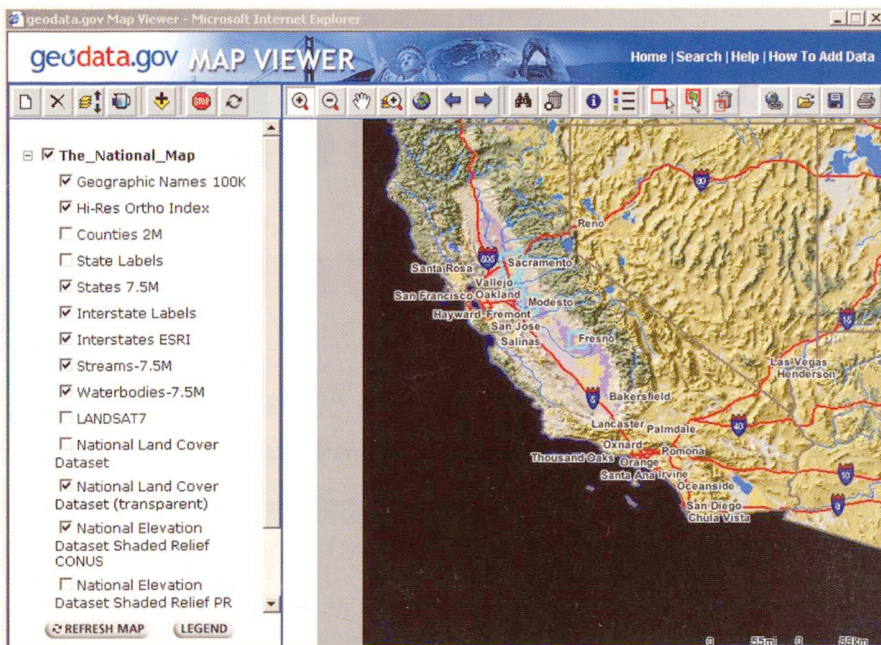 geodata.gov Map Viewer - Microsoft Internet Explorer
geodata.gov MAP VIEWER
Home | Search | Help | How To Add Data
STOP
The_National_Map
Geographic Names 100K
Hi-Res Ortho Index
Counties 2M
State Labels
States 7.5M
Interstate Labels
Interstates ESRI
Streams-7.5M
Waterbodies-7.5M
LANDSAT7
National Land Cover
Dataset
National Land Cover
Dataset (transparent)
National Elevation
Dataset Shaded Relief
CONUS
National Elevation
Dataset Shaded Relief PR
REFRESH MAP
LEGEND
80
Reno
505
Sacramento
Santa Rosa
Vallejo
San Francisco
Oakland
Modesto
Hayward
Fremont
San Jose
Salinas
Fresno
15
Las Vegas
Henderson
Bakersfield
5
Lancaster
Palmdale
40
Oxnard
Thousand Oaks
Pomona
Orange
Santa Ana
Irvine
10
Oceanside
San Diego
8
Chula Vista
0 55mi 0 88km